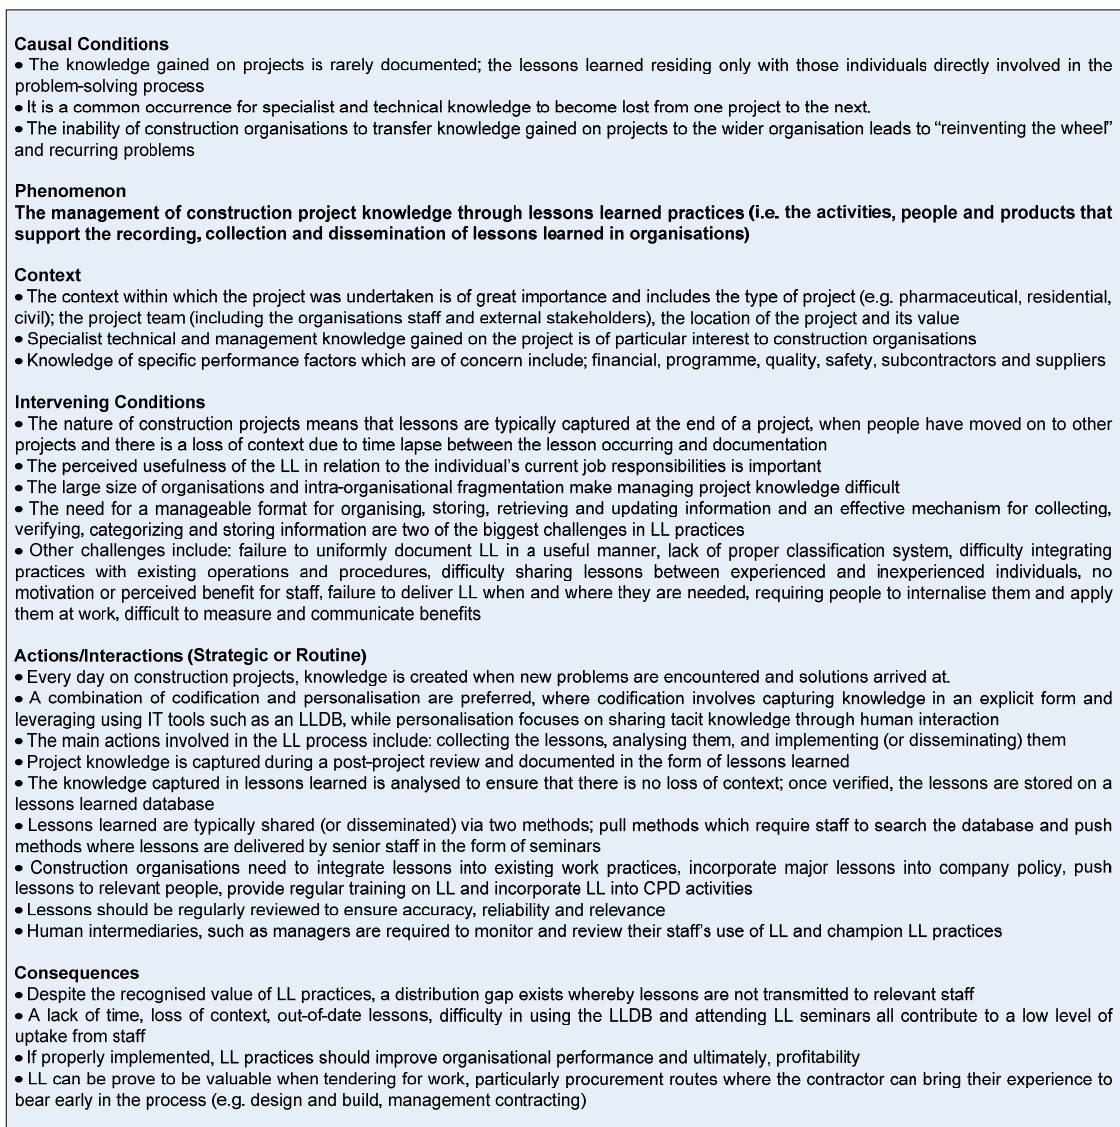 Causal Conditions
• The knowledge gained on projects is rarely documented; the lessons learned residing only with those individuals directly involved in the
problem-solving process
• It is a common occurrence for specialist and technical knowledge to become lost from one project to the next.
• The inability of construction organisations to transfer knowledge gained on projects to the wider organisation leads to “reinventing the wheel”
and recurring problems
Phenomenon
The management of construction project knowledge through lessons learned practices (i.e. the activities, people and products that
support the recording, collection and dissemination of lessons learned in organisations)
Context
• The context within which the project was undertaken is of great importance and includes the type of project (e.g. pharmaceutical, residential,
civil); the project team (including the organisations staff and external stakeholders), the location of the project and its value
• Specialist technical and management knowledge gained on the project is of particular interest to construction organisations
• Knowledge of specific performance factors which are of concern include; financial, programme, quality, safety, subcontractors and suppliers
Intervening Conditions
• The nature of construction projects means that lessons are typically captured at the end of a project, when people have moved on to other
projects and there is a loss of context due to time lapse between the lesson occurring and documentation
• The perceived usefulness of the LL in relation to the individual’s current job responsibilities is important
• The large size of organisations and intra-organisational fragmentation make managing project knowledge difficult
• The need for a manageable format for organising, storing, retrieving and updating information and an effective mechanism for collecting,
verifying, categorizing and storing information are two of the biggest challenges in LL practices
• Other challenges include: failure to uniformly document LL in a useful manner, lack of proper classification system, difficulty integrating
practices with existing operations and procedures, difficulty sharing lessons between experienced and inexperienced individuals, no
motivation or perceived benefit for staff, failure to deliver LL when and where they are needed, requiring people to internalise them and apply
them at work, difficult to measure and communicate benefits
Actions/Interactions (Strategic or Routine)
• Every day on construction projects, knowledge is created when new problems are encountered and solutions arrived at.
• A combination of codification and personalisation are preferred, where codification involves capturing knowledge in an explicit form and
leveraging using IT tools such as an LLDB, while personalisation focuses on sharing tacit knowledge through human interaction
• The main actions involved in the LL process include: collecting the lessons, analysing them, and implementing (or disseminating) them
• Project knowledge is captured during a post-project review and documented in the form of lessons learned
• The knowledge captured in lessons learned is analysed to ensure that there is no loss of context; once verified, the lessons are stored on a
lessons learned database
• Lessons learned are typically shared (or disseminated) via two methods; pull methods which require staff to search the database and push
methods where lessons are delivered by senior staff in the form of seminars
• Construction organisations need to integrate lessons into existing work practices, incorporate major lessons into company policy, push
lessons to relevant people, provide regular training on LL and incorporate LL into CPD activities
• Lessons should be regularly reviewed to ensure accuracy, reliability and relevance
• Human intermediaries, such as managers are required to monitor and review their staff’s use of LL and champion LL practices
Consequences
• Despite the recognised value of LL practices, a distribution gap exists whereby lessons are not transmitted to relevant staff
• A lack of time, loss of context, out-of-date lessons, difficulty in using the LLDB and attending LL seminars all contribute to a low level of
uptake from staff
• If properly implemented, LL practices should improve organisational performance and ultimately, profitability
• LL can be prove to be valuable when tendering for work, particularly procurement routes where the contractor can bring their experience to
bear early in the process (e.g. design and build, management contracting)